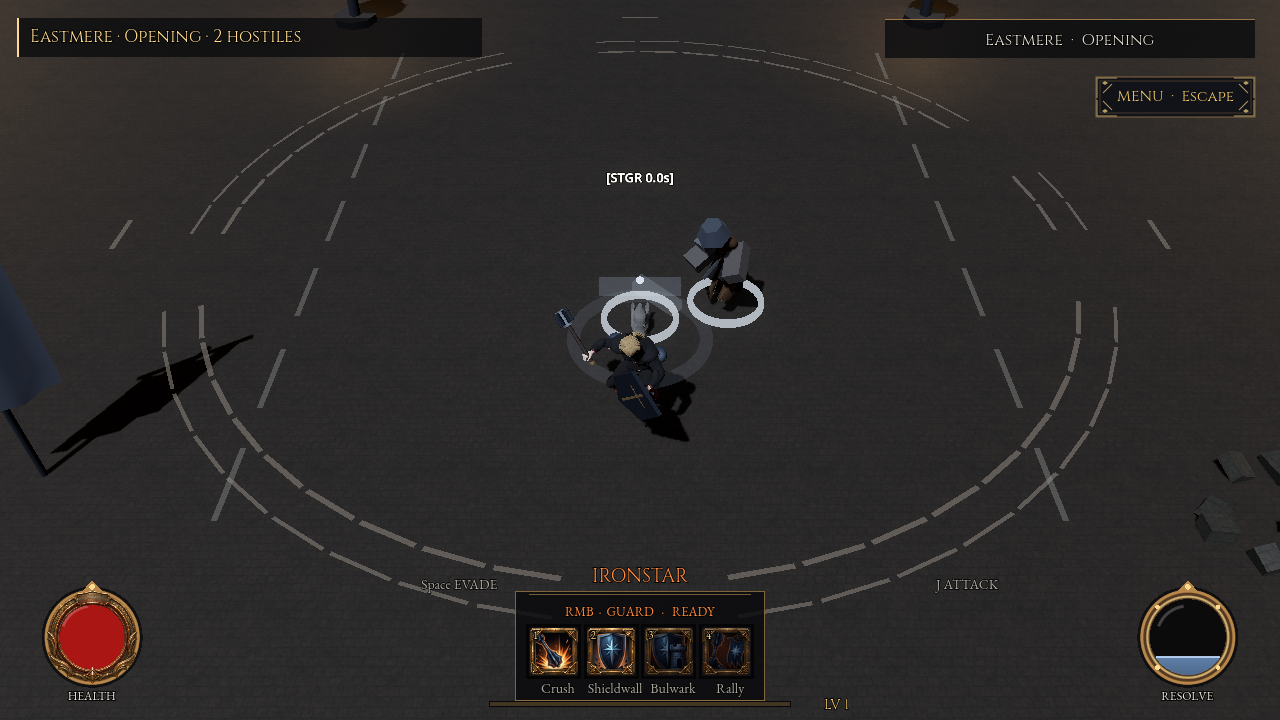 EASTMERE · OPENING · 2 HOSTILES
EASTMERE · OPENING
MENU · ESCAPE
[STGR 0.0s]
IRONSTAR
Space EVADE
J ATTACK
RMB · GUARD · READY
1 2 3 4
Crush Shieldwall Bulwark Rally
HEALTH
RESOLVE
LV 1